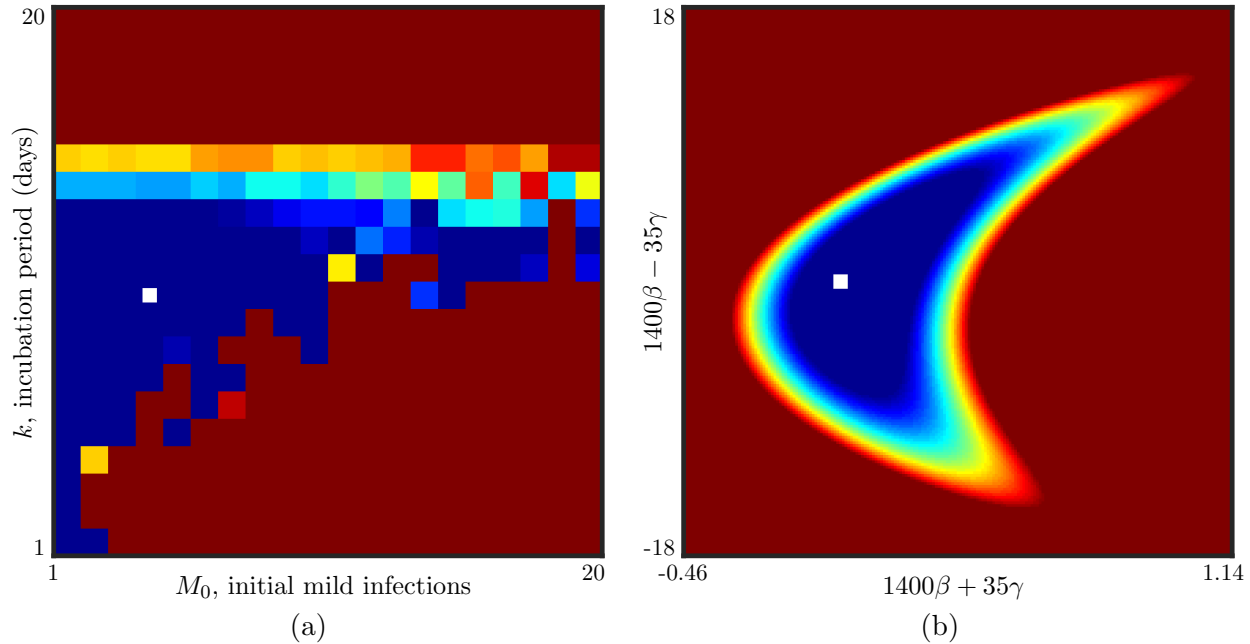 20
k, incubation period (days)
1
1
M₀, initial mild infections
20
(a)
18
1400β − 35γ
-18
-0.46
1400β + 35γ
1.14
(b)